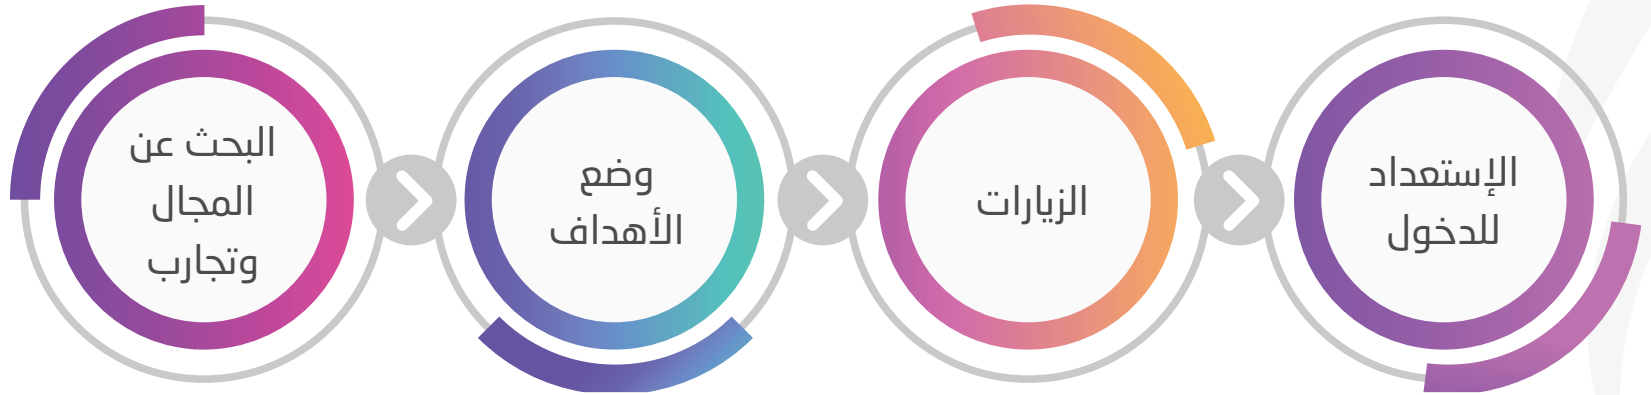 البحث عن
المجال
وتجارب
وضع
الأهداف
الزيارات
الإستعداد
للدخول